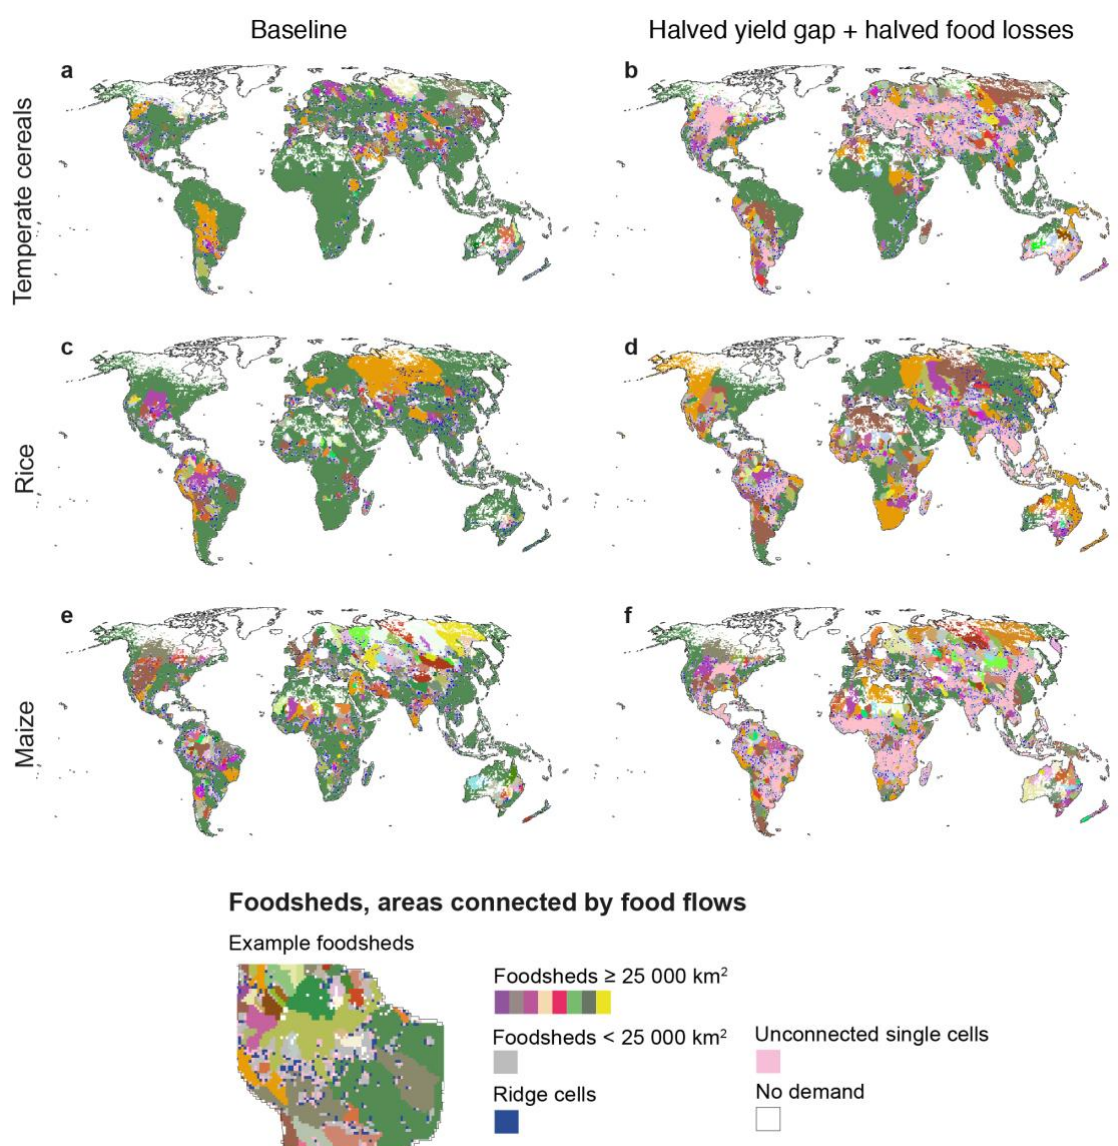 Baseline
Halved yield gap + halved food losses
a
b
Temperate cereals
c
d
Rice
e
f
Maize
Foodsheds, areas connected by food flows
Example foodsheds
Foodsheds ≥ 25 000 km²
Foodsheds < 25 000 km²
Unconnected single cells
Ridge cells
No demand